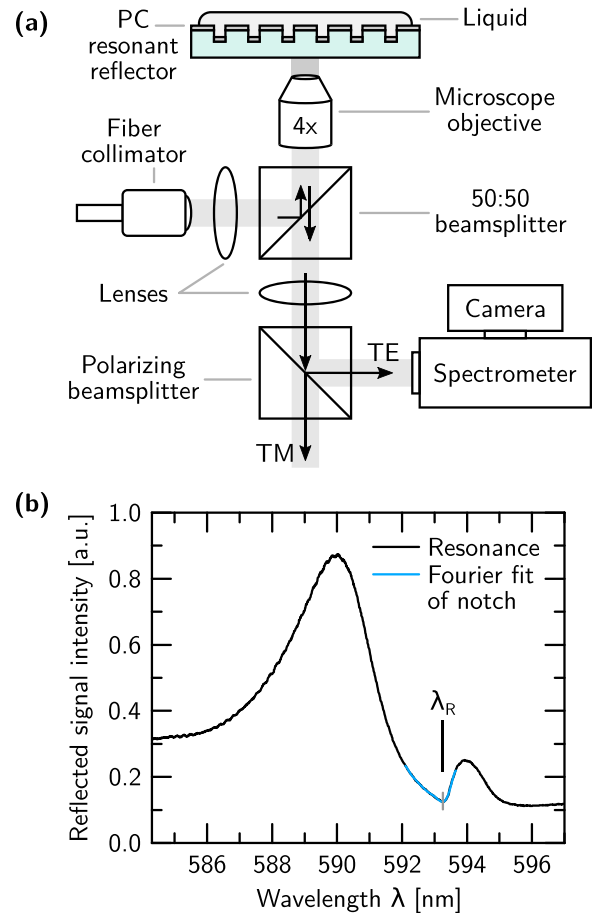 (a)
PC
resonant
reflector
Liquid
4x
Microscope
objective
Fiber
collimator
50:50
beamsplitter
Lenses
Camera
TE
Spectrometer
Polarizing
beamsplitter
TM
(b)
Reflected signal intensity [a.u.]
1.0
0.8
0.6
0.4
0.2
0.0
Resonance
Fourier fit
of notch
λR
586 588 590 592 594 596
Wavelength λ [nm]